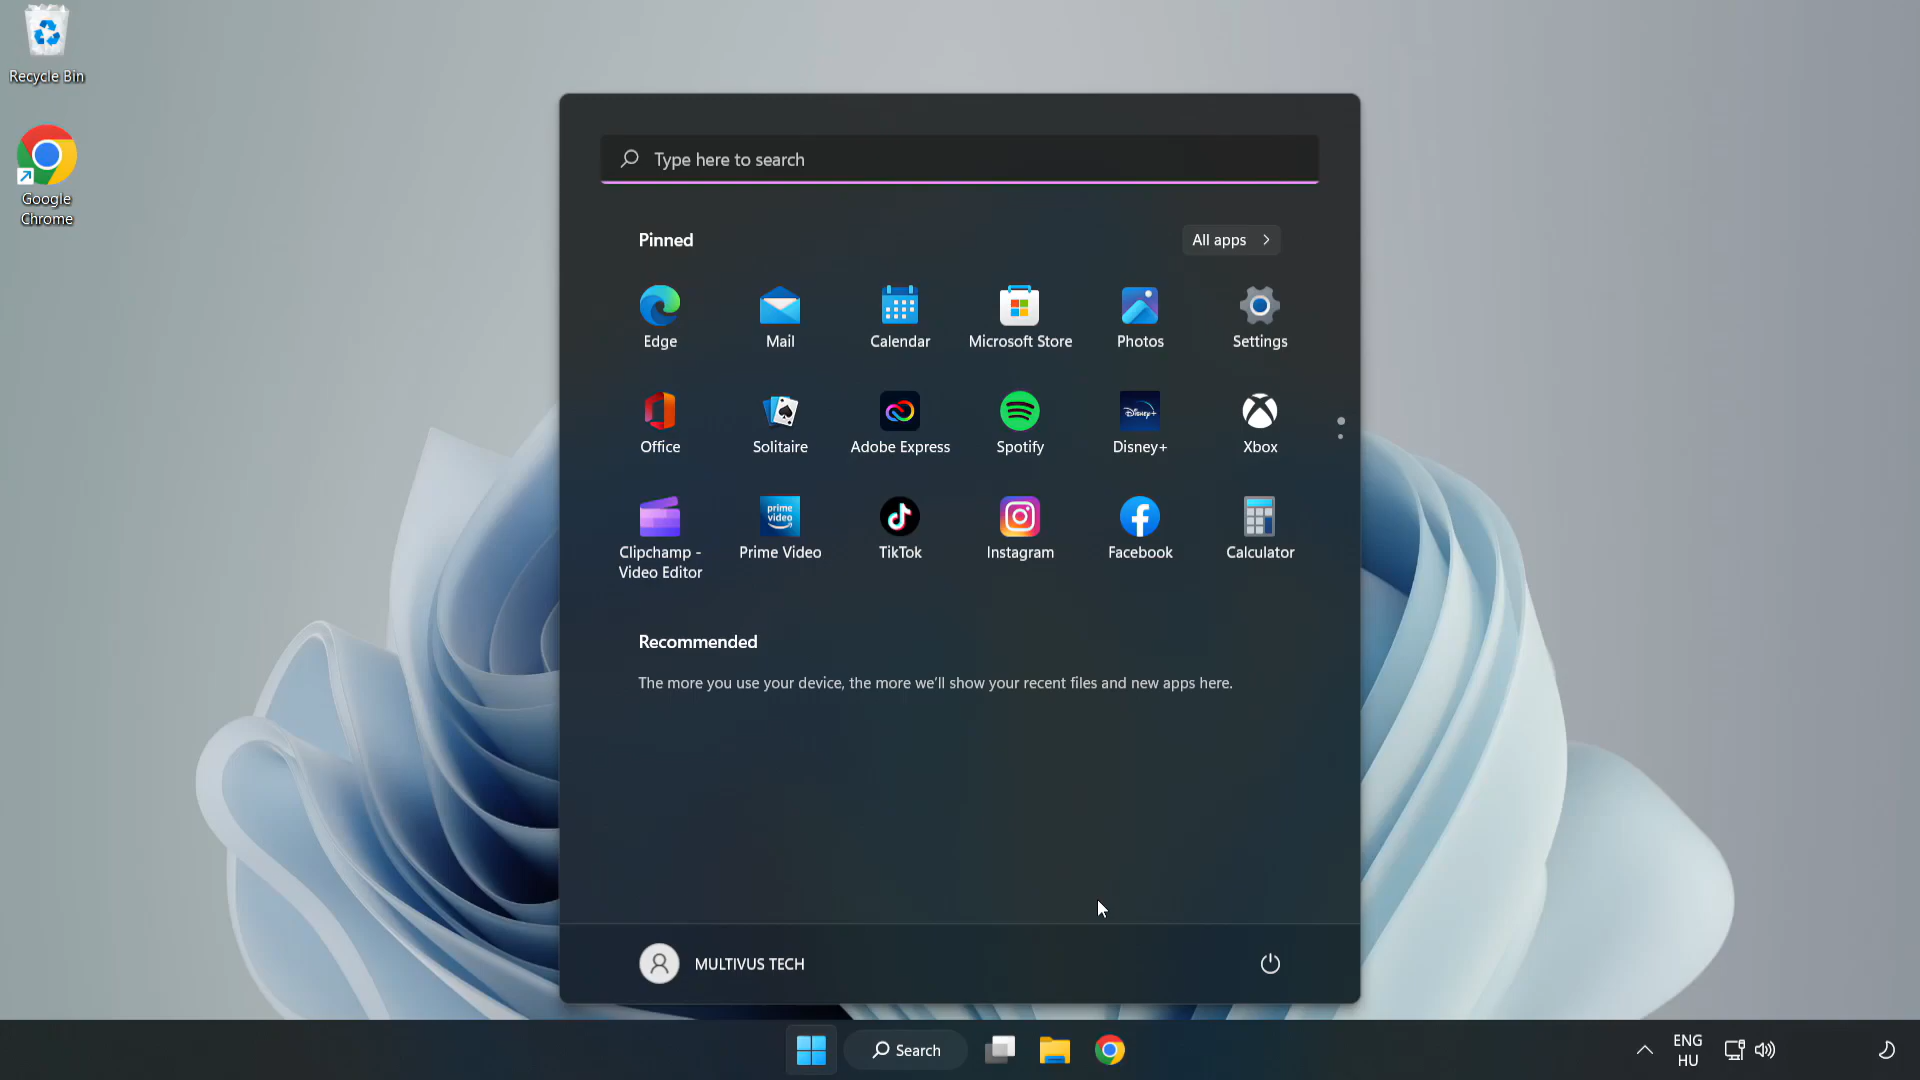 Recycle Bin
Google
Chrome
Type here to search
Pinned
All apps
Edge
Mail
Calendar
Microsoft Store
Photos
Settings
Office
Solitaire
Adobe Express
Spotify
Disney+
Disney+
Xbox
prime
video
Clipchamp -
Video Editor
Prime Video
TikTok
Instagram
Facebook
Calculator
Recommended
The more you use your device, the more we'll show your recent files and new apps here.
MULTIVUS TECH
Search
ENG
HU